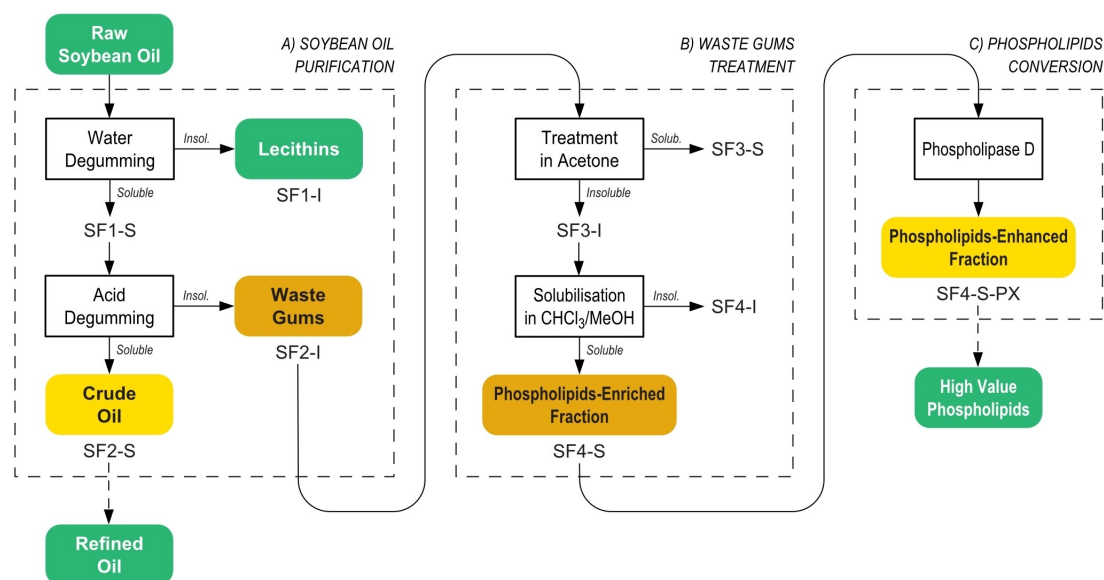 Raw
Soybean Oil
A) SOYBEAN OIL
PURIFICATION
Water
Degumming
Insol.
Lecithins
SF1-I
Soluble
SF1-S
Acid
Degumming
Insol.
Waste
Gums
SF2-I
Soluble
Crude
Oil
SF2-S
Refined
Oil
B) WASTE GUMS
TREATMENT
Treatment
in Acetone
Solub.
SF3-S
Insoluble
SF3-I
Solubilisation
in CHCl₃/MeOH
Insol.
SF4-I
Soluble
Phospholipids-Enriched
Fraction
SF4-S
C) PHOSPHOLIPIDS
CONVERSION
Phospholipase D
Phospholipids-Enhanced
Fraction
SF4-S-PX
High Value
Phospholipids